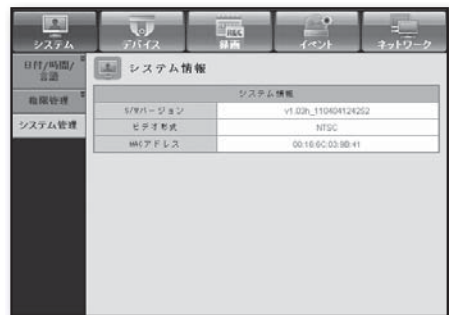 システム
デバイス
REC
録画
イベント
ネットワーク
日付/時間/
言語
権限管理
システム管理
システム情報
システム情報
S/Wバージョン
v1.03h_110404124252
ビデオ形式
NTSC
MACアドレス
00:16:6C:03:9B:41